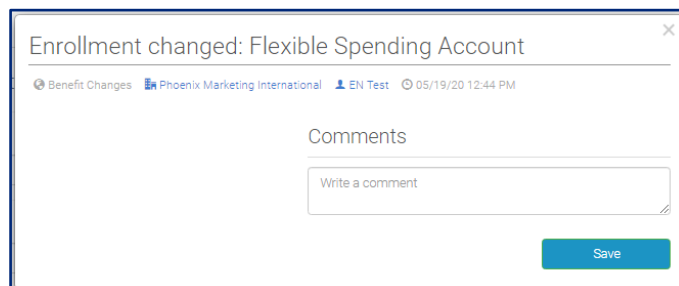 Enrollment changed: Flexible Spending Account
Benefit Changes Phoenix Marketing International EN Test 05/19/20 12:44 PM
Comments
Write a comment
Save